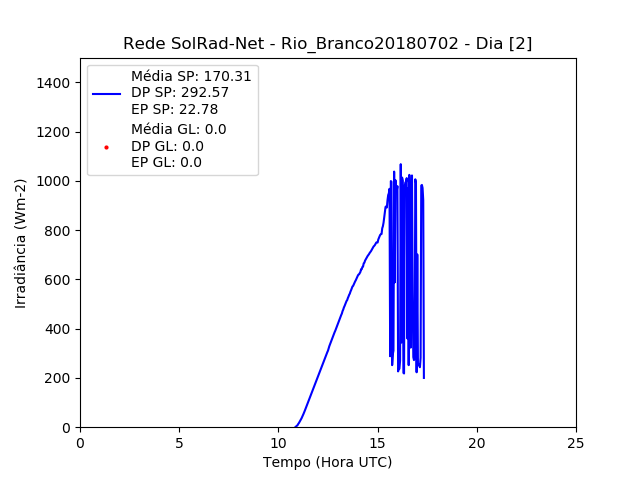 Rede SolRad-Net - Rio_Branco20180702 - Dia [2]
Média SP: 170.31
DP SP: 292.57
EP SP: 22.78
Média GL: 0.0
DP GL: 0.0
EP GL: 0.0
Irradiância (Wm-2)
1400
1200
1000
800
600
400
200
0
0 5 10 15 20 25
Tempo (Hora UTC)